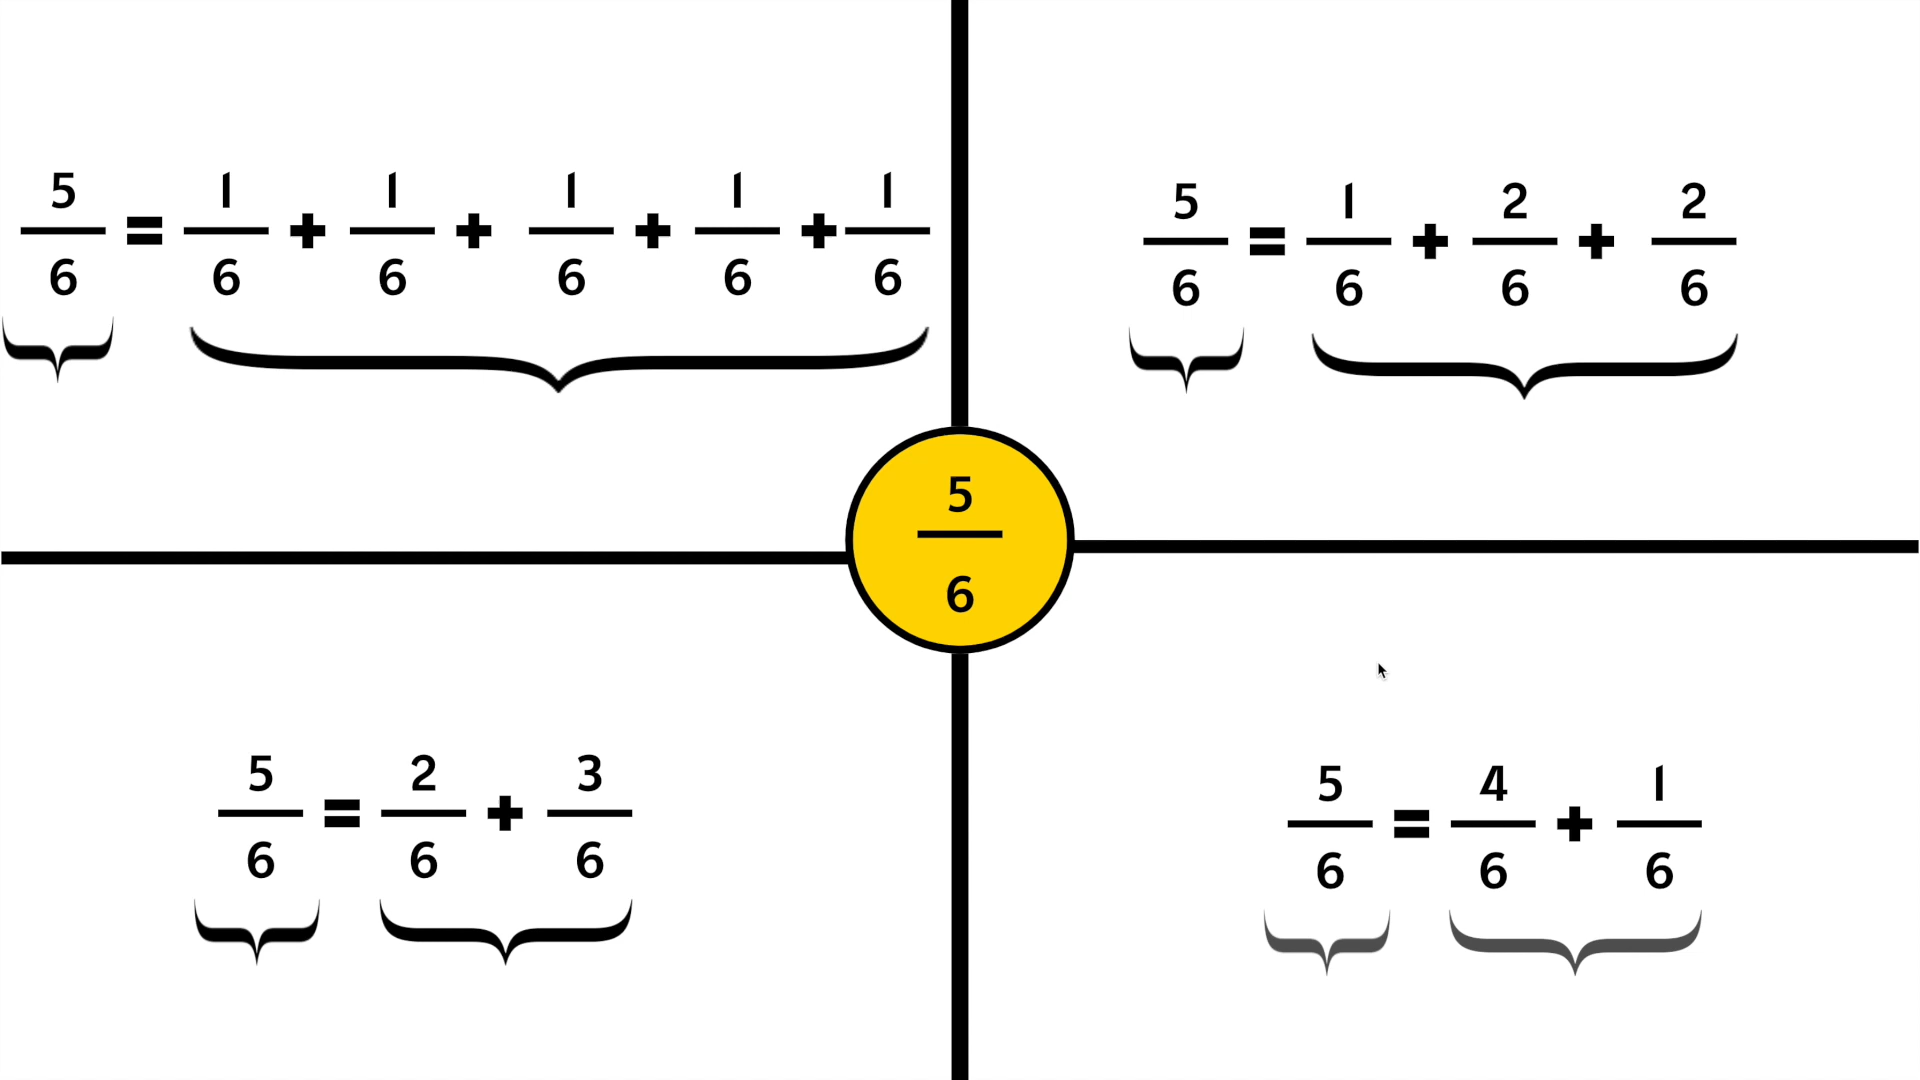 5/6 = 1/6 + 1/6 + 1/6 + 1/6 + 1/6
5/6 = 1/6 + 2/6 + 2/6
5/6
5/6 = 2/6 + 3/6
5/6 = 4/6 + 1/6